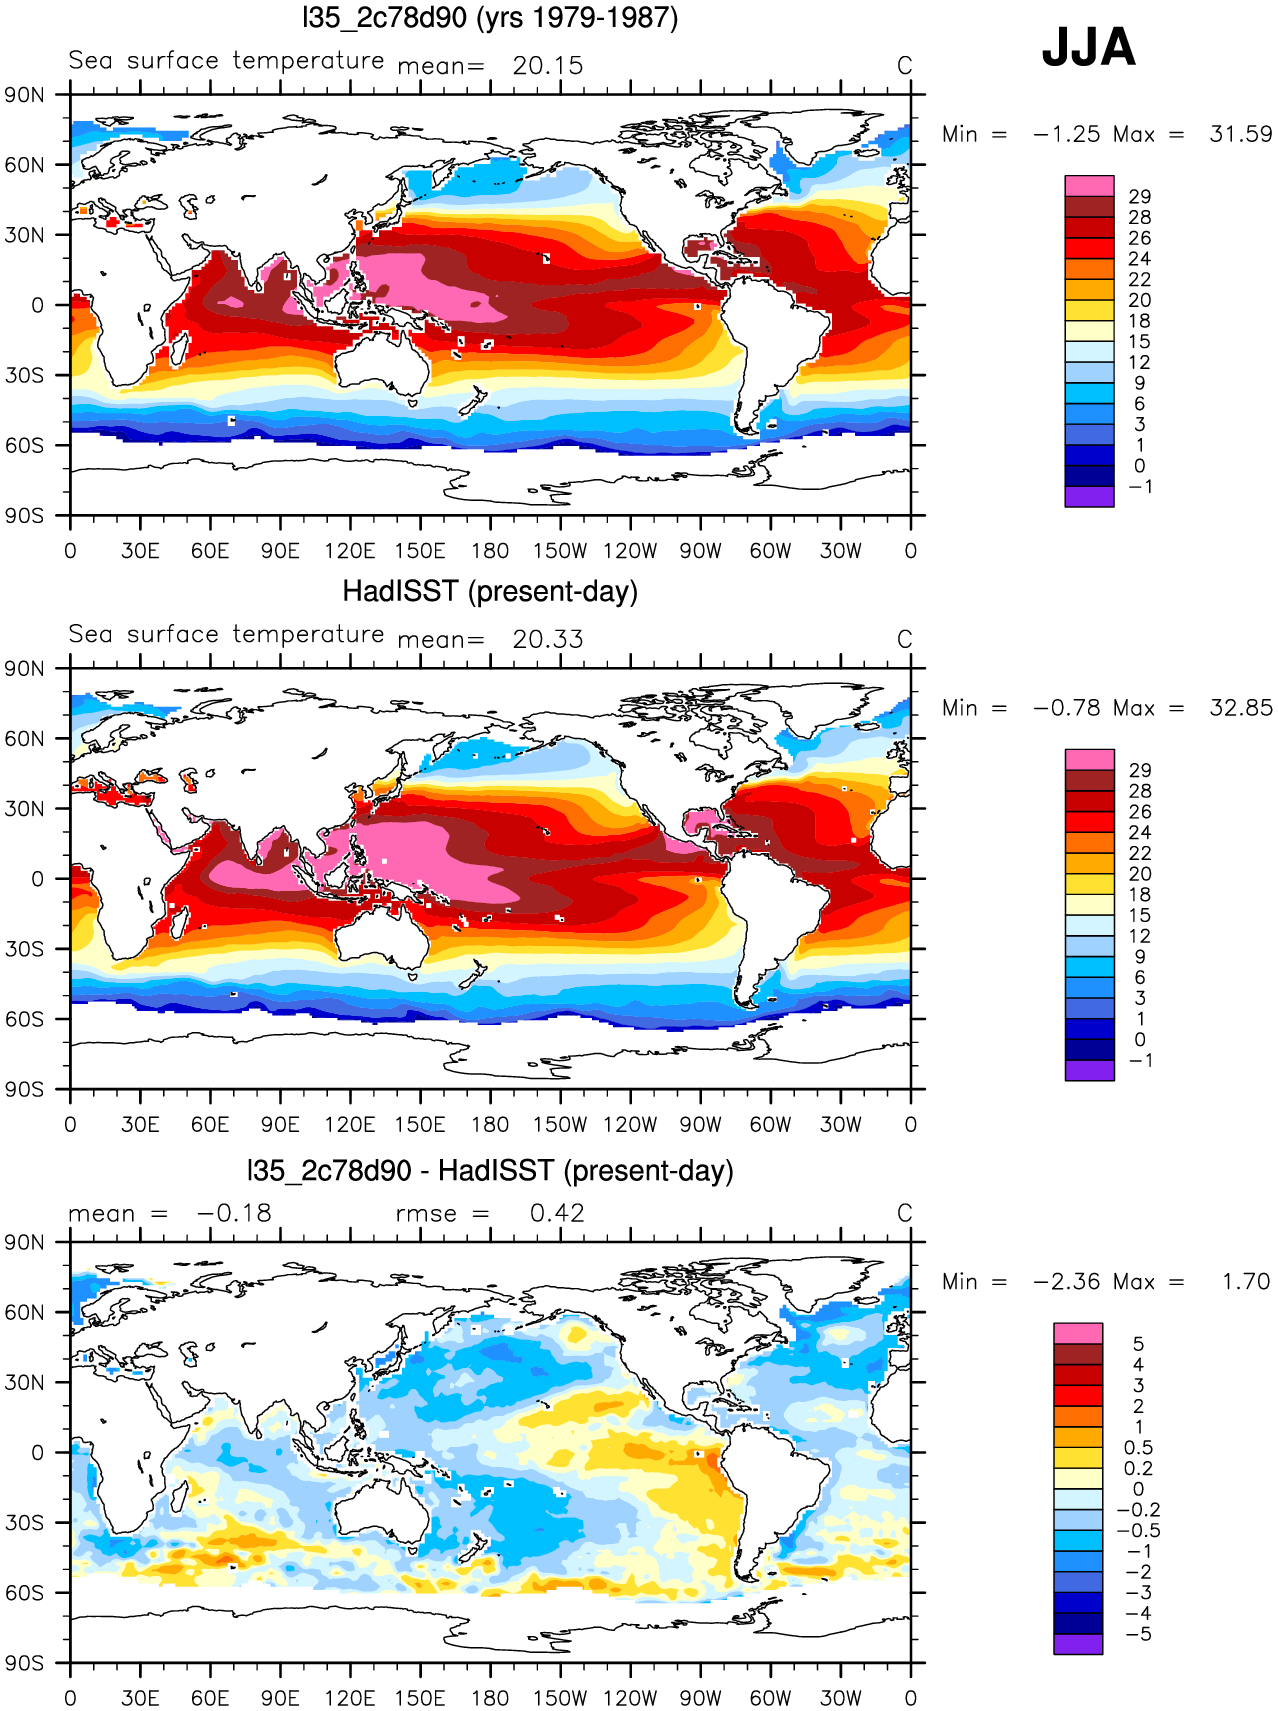 l35_2c78d90 (yrs 1979-1987)
JJA
Sea surface temperature mean= 20.15 C
Min = −1.25 Max = 31.59
90N
60N
30N
0
30S
60S
90S
0 30E 60E 90E 120E 150E 180 150W 120W 90W 60W 30W 0
29
28
26
24
22
20
18
15
12
9
6
3
1
0
−1
HadISST (present-day)
Sea surface temperature mean= 20.33 C
Min = −0.78 Max = 32.85
90N
60N
30N
0
30S
60S
90S
0 30E 60E 90E 120E 150E 180 150W 120W 90W 60W 30W 0
29
28
26
24
22
20
18
15
12
9
6
3
1
0
−1
l35_2c78d90 - HadISST (present-day)
mean = −0.18 rmse = 0.42 C
Min = −2.36 Max = 1.70
90N
60N
30N
0
30S
60S
90S
0 30E 60E 90E 120E 150E 180 150W 120W 90W 60W 30W 0
5
4
3
2
1
0.5
0.2
0
−0.2
−0.5
−1
−2
−3
−4
−5